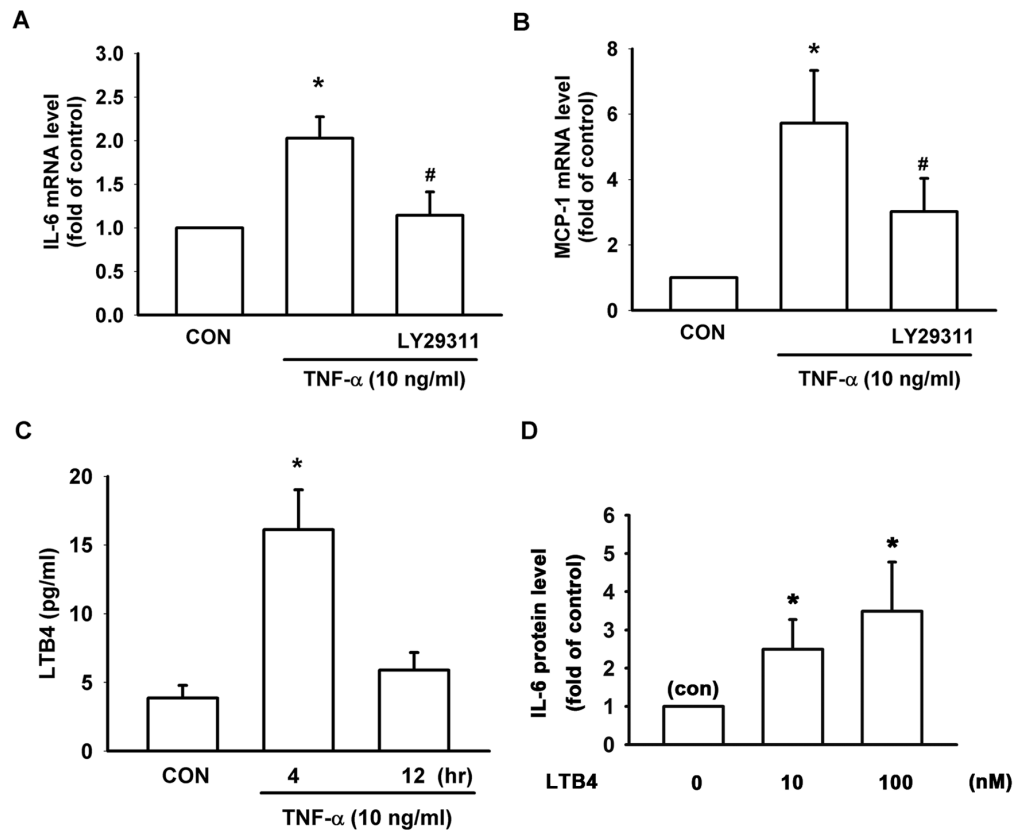 A
IL-6 mRNA level
(fold of control)
3.0
2.5
2.0
1.5
1.0
0.5
0.0
*
#
CON
LY29311
TNF-α (10 ng/ml)
B
MCP-1 mRNA level
(fold of control)
8
6
4
2
0
*
#
CON
LY29311
TNF-α (10 ng/ml)
C
LTB4 (pg/ml)
20
15
10
5
0
*
CON 4 12 (hr)
TNF-α (10 ng/ml)
D
IL-6 protein level
(fold of control)
6
5
4
3
2
1
0
(con)
*
*
LTB4 0 10 100 (nM)